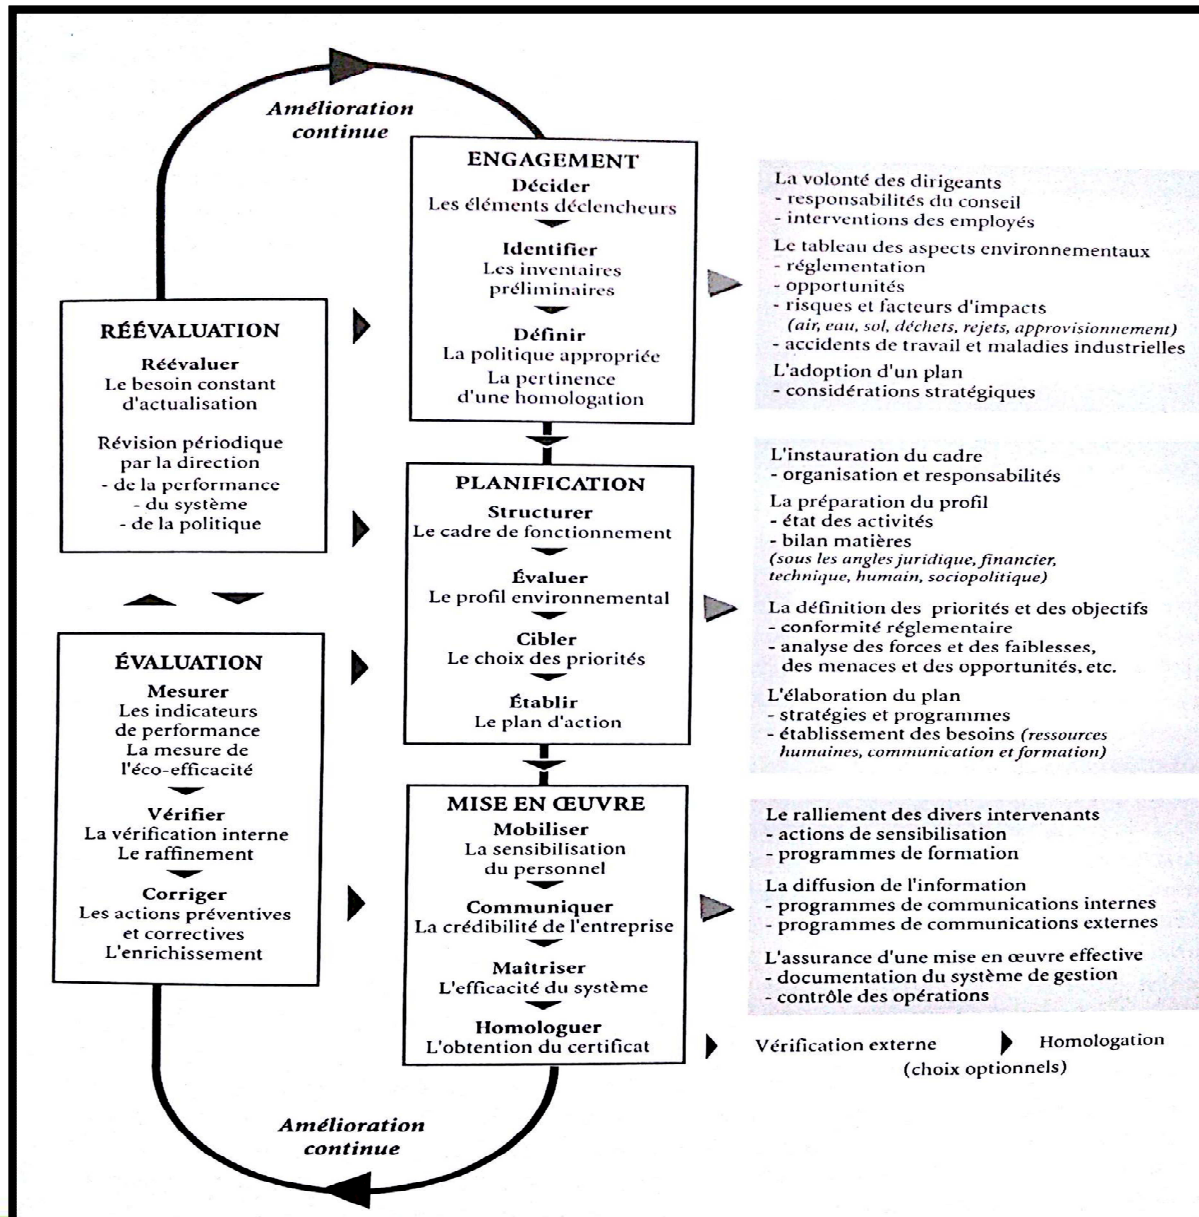 Amélioration
continue
ENGAGEMENT
Décider
Les éléments déclencheurs
Identifier
Les inventaires
préliminaires
Définir
La politique appropriée
La pertinence
d'une homologation
La volonté des dirigeants
- responsabilités du conseil
- interventions des employés
Le tableau des aspects environnementaux
- réglementation
- opportunités
- risques et facteurs d'impacts
(air, eau, sol, déchets, rejets, approvisionnement)
- accidents de travail et maladies industrielles
L'adoption d'un plan
- considérations stratégiques
RÉÉVALUATION
Réévaluer
Le besoin constant
d'actualisation
Révision périodique
par la direction
- de la performance
- du système
- de la politique
PLANIFICATION
Structurer
Le cadre de fonctionnement
Évaluer
Le profil environnemental
Cibler
Le choix des priorités
Établir
Le plan d'action
L'instauration du cadre
- organisation et responsabilités
La préparation du profil
- état des activités
- bilan matières
(sous les angles juridique, financier,
technique, humain, sociopolitique)
La définition des priorités et des objectifs
- conformité réglementaire
- analyse des forces et des faiblesses,
des menaces et des opportunités, etc.
L'élaboration du plan
- stratégies et programmes
- établissement des besoins (ressources
humaines, communication et formation)
ÉVALUATION
Mesurer
Les indicateurs
de performance
La mesure de
l'éco-efficacité
Vérifier
La vérification interne
Le raffinement
Corriger
Les actions préventives
et correctives
L'enrichissement
MISE EN ŒUVRE
Mobiliser
La sensibilisation
du personnel
Communiquer
La crédibilité de l'entreprise
Maîtriser
L'efficacité du système
Homologuer
L'obtention du certificat
Le ralliement des divers intervenants
- actions de sensibilisation
- programmes de formation
La diffusion de l'information
- programmes de communications internes
- programmes de communications externes
L'assurance d'une mise en œuvre effective
- documentation du système de gestion
- contrôle des opérations
Vérification externe
Homologation
(choix optionnels)
Amélioration
continue